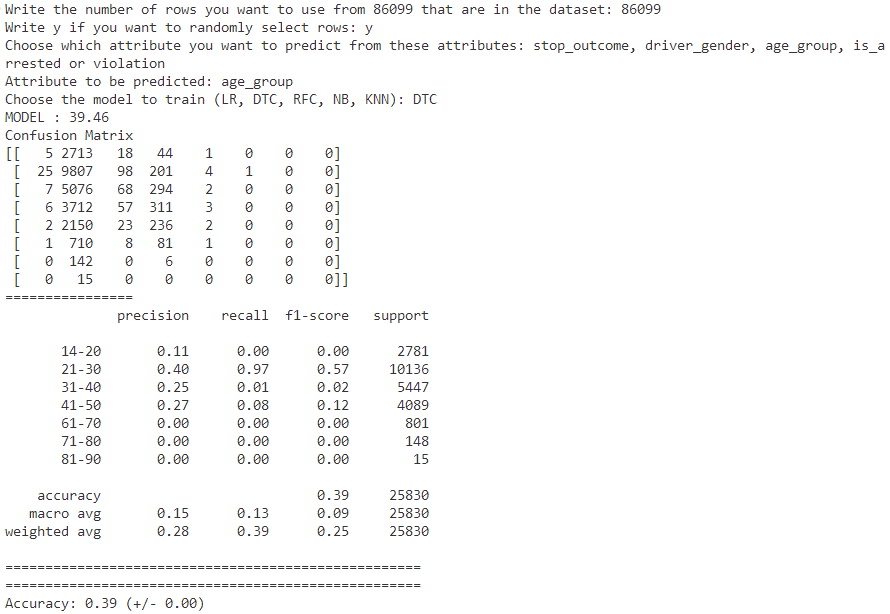 Write the number of rows you want to use from 86099 that are in the dataset: 86099
Write y if you want to randomly select rows: y
Choose which attribute you want to predict from these attributes: stop_outcome, driver_gender, age_group, is_a
rrested or violation
Attribute to be predicted: age_group
Choose the model to train (LR, DTC, RFC, NB, KNN): DTC
MODEL : 39.46
Confusion Matrix
[[   5 2713   18   44    1    0    0    0]
 [  25 9807   98  201    4    1    0    0]
 [   7 5076   68  294    2    0    0    0]
 [   6 3712   57  311    3    0    0    0]
 [   2 2150   23  236    2    0    0    0]
 [   1  710    8   81    1    0    0    0]
 [   0  142    0    6    0    0    0    0]
 [   0   15    0    0    0    0    0    0]]
================
              precision    recall  f1-score   support
       14-20       0.11      0.00      0.00      2781
       21-30       0.40      0.97      0.57     10136
       31-40       0.25      0.01      0.02      5447
       41-50       0.27      0.08      0.12      4089
       61-70       0.00      0.00      0.00       801
       71-80       0.00      0.00      0.00       148
       81-90       0.00      0.00      0.00        15
    accuracy                           0.39     25830
   macro avg       0.15      0.13      0.09     25830
weighted avg       0.28      0.39      0.25     25830
====================================================
====================================================
Accuracy: 0.39 (+/- 0.00)